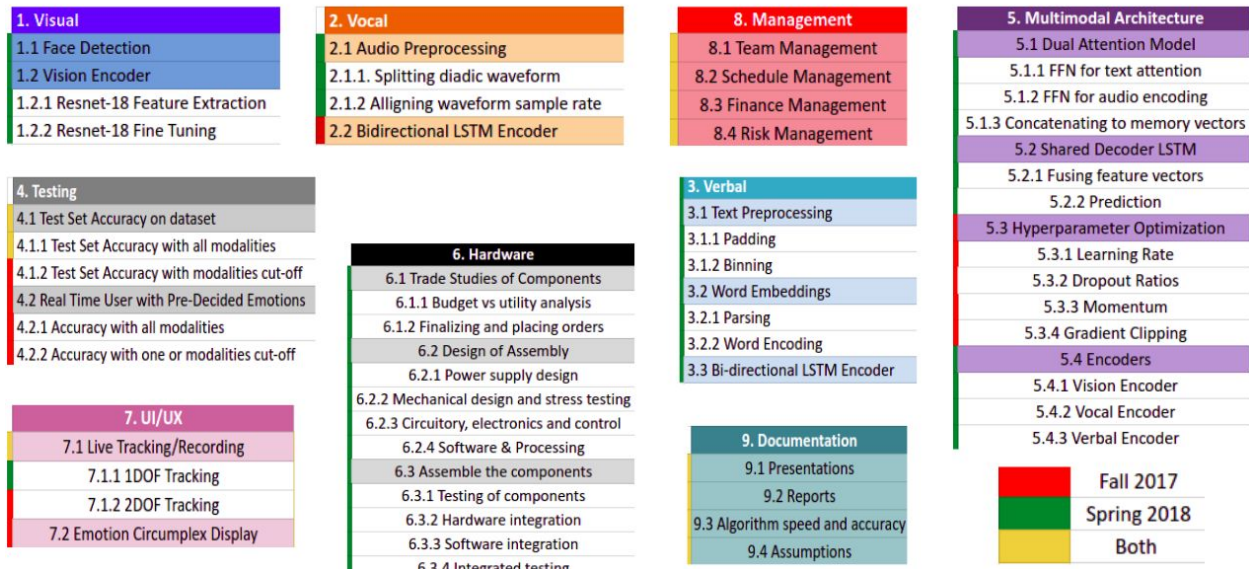 1. Visual
1.1 Face Detection
1.2 Vision Encoder
1.2.1 Resnet-18 Feature Extraction
1.2.2 Resnet-18 Fine Tuning
2. Vocal
2.1 Audio Preprocessing
2.1.1. Splitting diadic waveform
2.1.2 Alligning waveform sample rate
2.2 Bidirectional LSTM Encoder
8. Management
8.1 Team Management
8.2 Schedule Management
8.3 Finance Management
8.4 Risk Management
5. Multimodal Architecture
5.1 Dual Attention Model
5.1.1 FFN for text attention
5.1.2 FFN for audio encoding
5.1.3 Concatenating to memory vectors
5.2 Shared Decoder LSTM
5.2.1 Fusing feature vectors
5.2.2 Prediction
5.3 Hyperparameter Optimization
5.3.1 Learning Rate
5.3.2 Dropout Ratios
5.3.3 Momentum
5.3.4 Gradient Clipping
5.4 Encoders
5.4.1 Vision Encoder
5.4.2 Vocal Encoder
5.4.3 Verbal Encoder
4. Testing
4.1 Test Set Accuracy on dataset
4.1.1 Test Set Accuracy with all modalities
4.1.2 Test Set Accuracy with modalities cut-off
4.2 Real Time User with Pre-Decided Emotions
4.2.1 Accuracy with all modalities
4.2.2 Accuracy with one or modalities cut-off
6. Hardware
6.1 Trade Studies of Components
6.1.1 Budget vs utility analysis
6.1.2 Finalizing and placing orders
6.2 Design of Assembly
6.2.1 Power supply design
6.2.2 Mechanical design and stress testing
6.2.3 Circuitory, electronics and control
6.2.4 Software & Processing
6.3 Assemble the components
6.3.1 Testing of components
6.3.2 Hardware integration
6.3.3 Software integration
6.3.4 Integrated testing
3. Verbal
3.1 Text Preprocessing
3.1.1 Padding
3.1.2 Binning
3.2 Word Embeddings
3.2.1 Parsing
3.2.2 Word Encoding
3.3 Bi-directional LSTM Encoder
7. UI/UX
7.1 Live Tracking/Recording
7.1.1 1DOF Tracking
7.1.2 2DOF Tracking
7.2 Emotion Circumplex Display
9. Documentation
9.1 Presentations
9.2 Reports
9.3 Algorithm speed and accuracy
9.4 Assumptions
Fall 2017
Spring 2018
Both